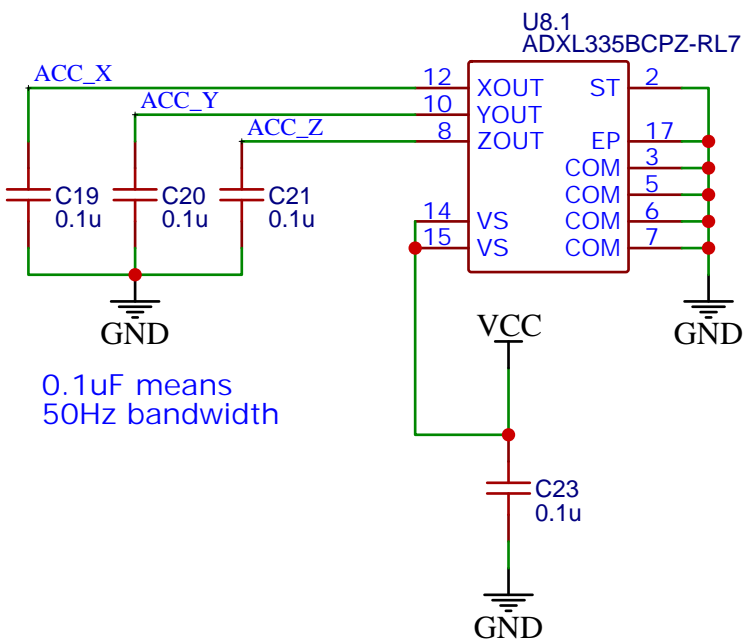 U8.1
ADXL335BCPZ-RL7
ACC_X
12 XOUT ST 2
ACC_Y
10 YOUT
ACC_Z
8 ZOUT EP 17
COM 3
C19 C20 C21
0.1u 0.1u 0.1u
COM 5
14 VS COM 6
15 VS COM 7
GND GND
VCC
0.1uF means
50Hz bandwidth
C23
0.1u
GND